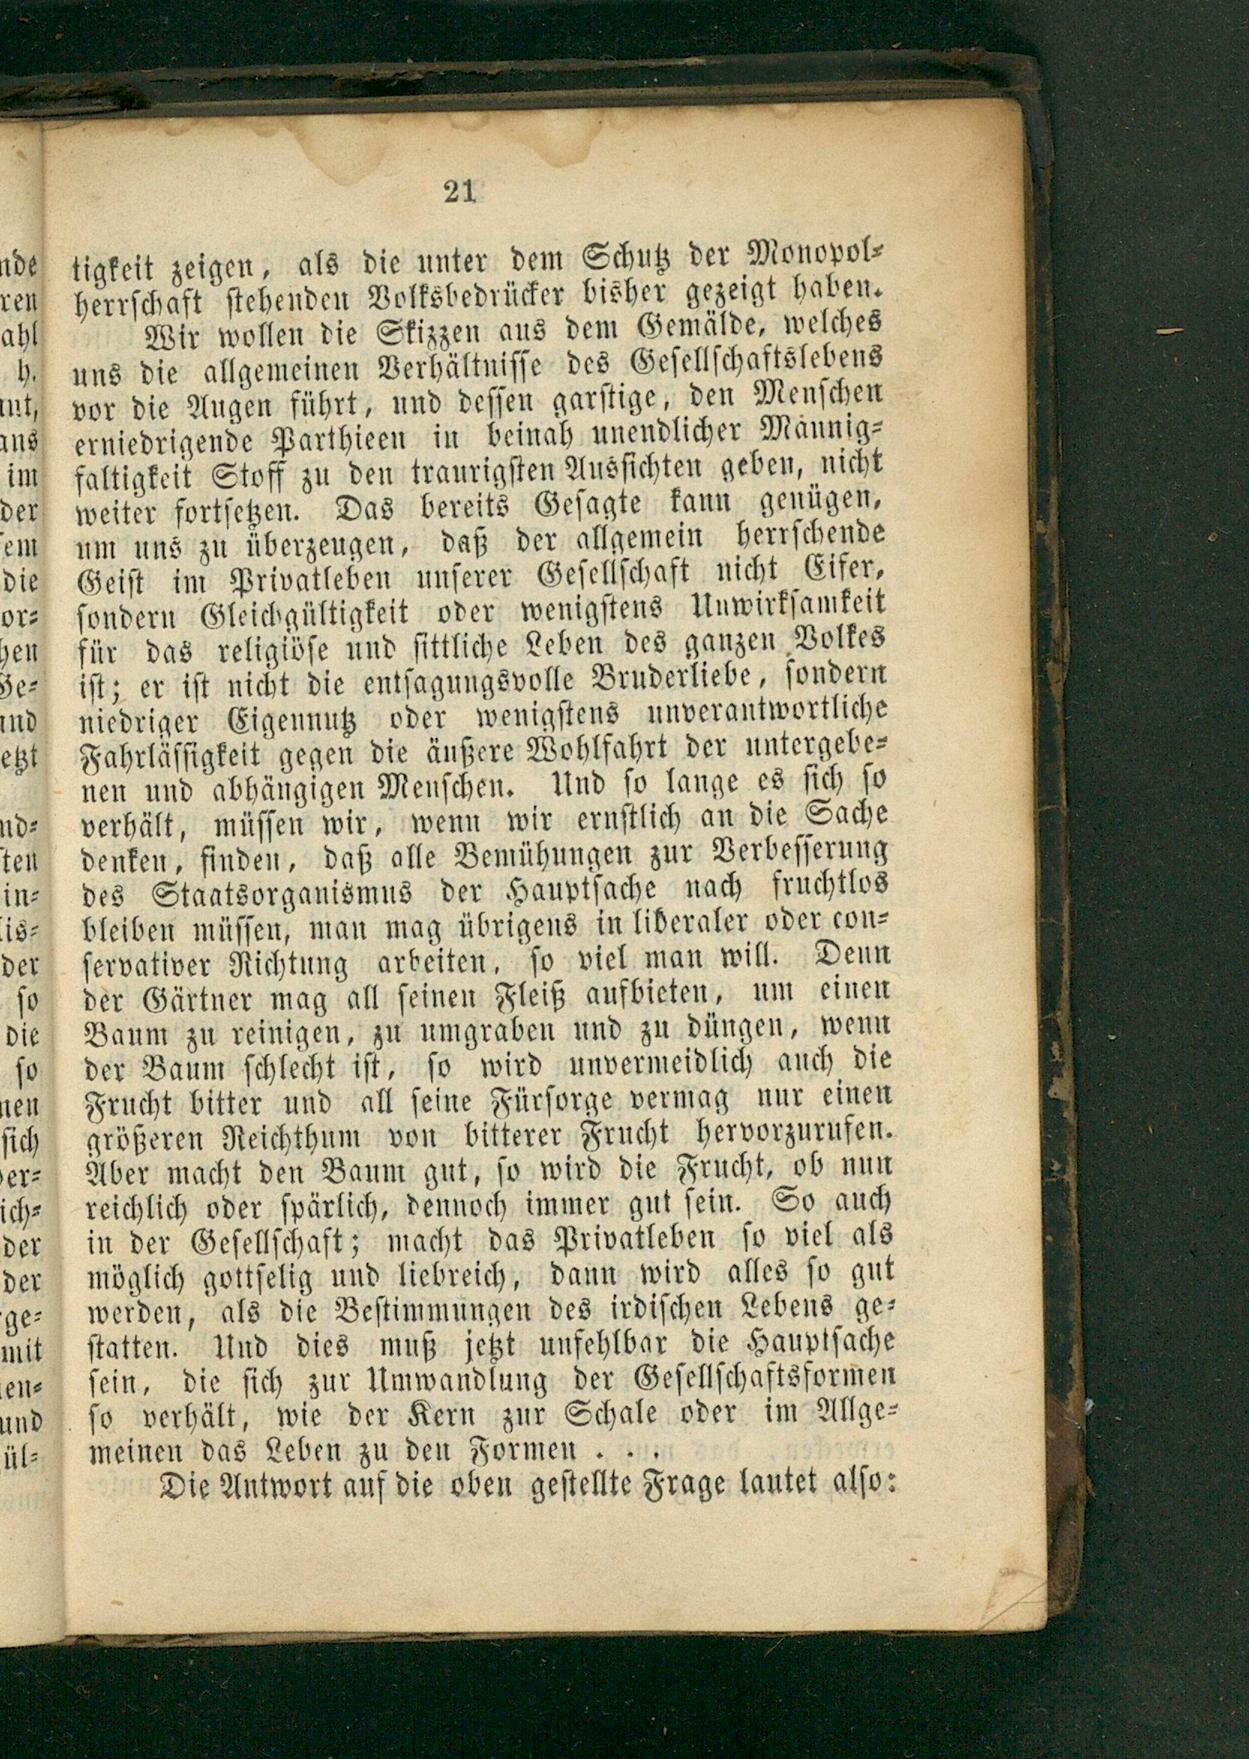 21
tigkeit zeigen, als die unter dem Schutz der Monopol-
herrschaft stehenden Volksbedrücker bisher gezeigt haben.
Wir wollen die Skizzen aus dem Gemälde, welches
uns die allgemeinen Verhältnisse des Gesellschaftslebens
vor die Augen führt, und dessen garstige, den Menschen
erniedrigende Parthieen in beinah unendlicher Mannig-
faltigkeit Stoff zu den traurigsten Aussichten geben, nicht
weiter fortsetzen. Das bereits Gesagte kann genügen,
um uns zu überzeugen, daß der allgemein herrschende
Geist im Privatleben unserer Gesellschaft nicht Eifer,
sondern Gleichgültigkeit oder wenigstens Unwirksamkeit
für das religiöse und sittliche Leben des ganzen Volkes
ist; er ist nicht die entsagungsvolle Bruderliebe, sondern
niedriger Eigennutz oder wenigstens unverantwortliche
Fahrlässigkeit gegen die äußere Wohlfahrt der untergebe-
nen und abhängigen Menschen. Und so lange es sich so
verhält, müssen wir, wenn wir ernstlich an die Sache
denken, finden, daß alle Bemühungen zur Verbesserung
des Staatsorganismus der Hauptsache nach fruchtlos
bleiben müssen, man mag übrigens in liberaler oder con-
servativer Richtung arbeiten, so viel man will. Denn
der Gärtner mag all seinen Fleiß aufbieten, um einen
Baum zu reinigen, zu umgraben und zu düngen, wenn
der Baum schlecht ist, so wird unvermeidlich auch die
Frucht bitter und all seine Fürsorge vermag nur einen
größeren Reichthum von bitterer Frucht hervorzurufen.
Aber macht den Baum gut, so wird die Frucht, ob nun
reichlich oder spärlich, dennoch immer gut sein. So auch
in der Gesellschaft; macht das Privatleben so viel als
möglich gottselig und liebreich, dann wird alles so gut
werden, als die Bestimmungen des irdischen Lebens ge-
statten. Und dies muß jetzt unfehlbar die Hauptsache
sein, die sich zur Umwandlung der Gesellschaftsformen
so verhält, wie der Kern zur Schale oder im Allge-
meinen das Leben zu den Formen . . .
Die Antwort auf die oben gestellte Frage lautet also: